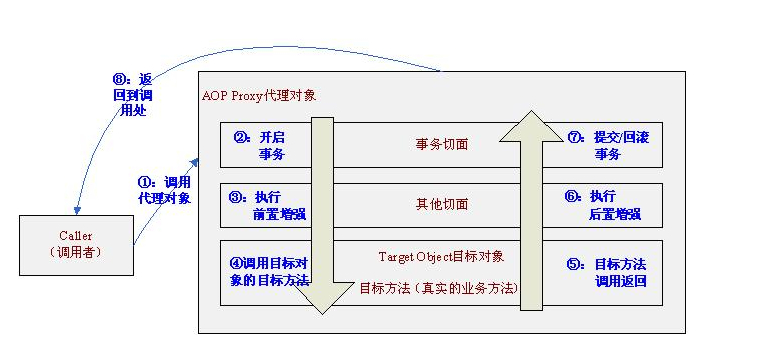 ⑧：返
回到调
用处
AOP Proxy代理对象
②：开启
事务
事务切面
⑦：提交/回滚
事务
①：调用
代理对象
③：执行
前置增强
其他切面
⑥：执行
后置增强
Caller
（调用者）
④调用目标对
象的目标方法
Target Object目标对象
目标方法（真实的业务方法）
⑤：目标方法
调用返回